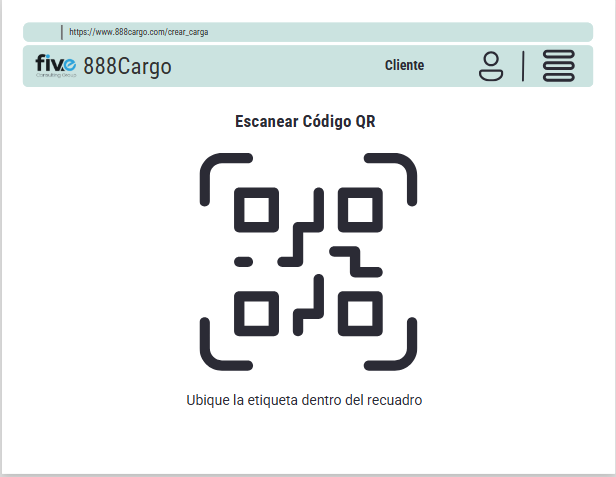 https://www.888cargo.com/crear_carga
five
Consulting Group
888Cargo
Cliente
Escanear Código QR
Ubique la etiqueta dentro del recuadro